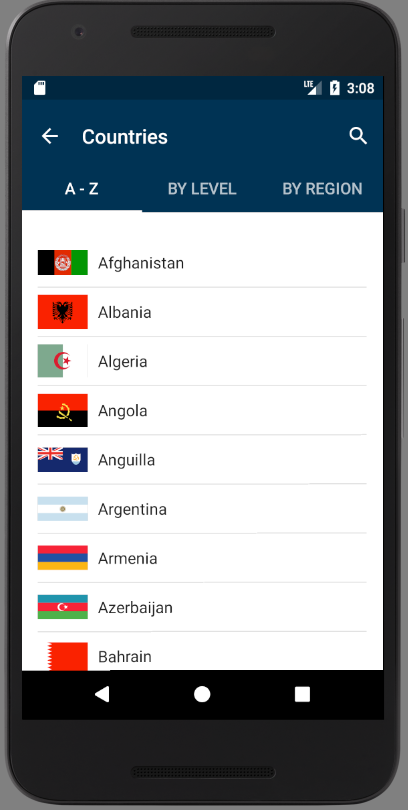 LTE 3:08
Countries
A - Z BY LEVEL BY REGION
Afghanistan
Albania
Algeria
Angola
Anguilla
Argentina
Armenia
Azerbaijan
Bahrain